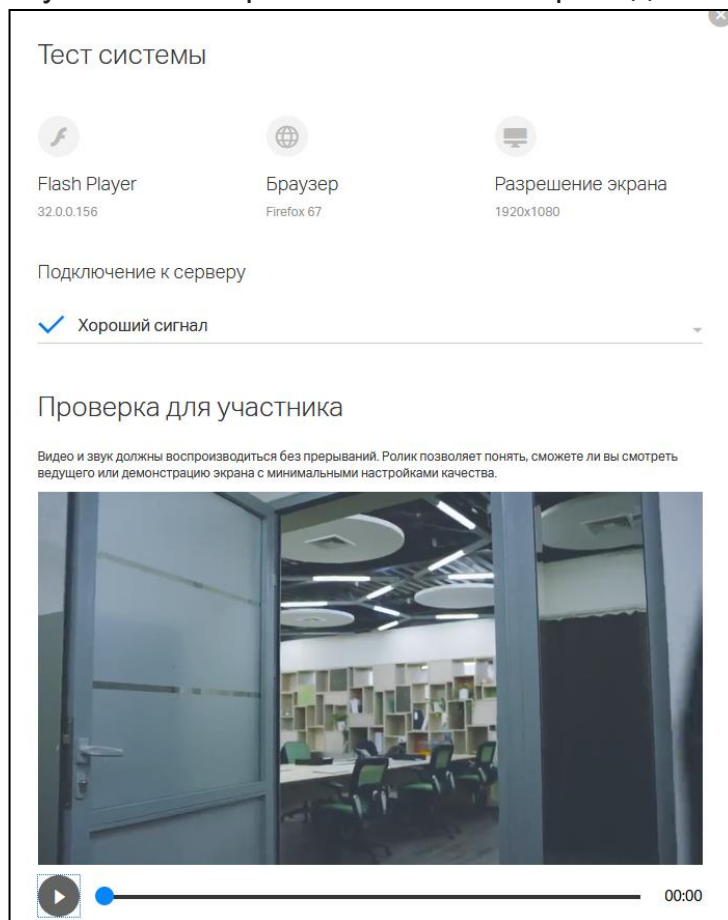 Тест системы
Flash Player
Браузер
Разрешение экрана
32.0.0.156
Firefox 67
1920x1080
Подключение к серверу
Хороший сигнал
Проверка для участника
Видео и звук должны воспроизводиться без прерываний. Ролик позволяет понять, сможете ли вы смотреть
ведущего или демонстрацию экрана с минимальными настройками качества.
00:00